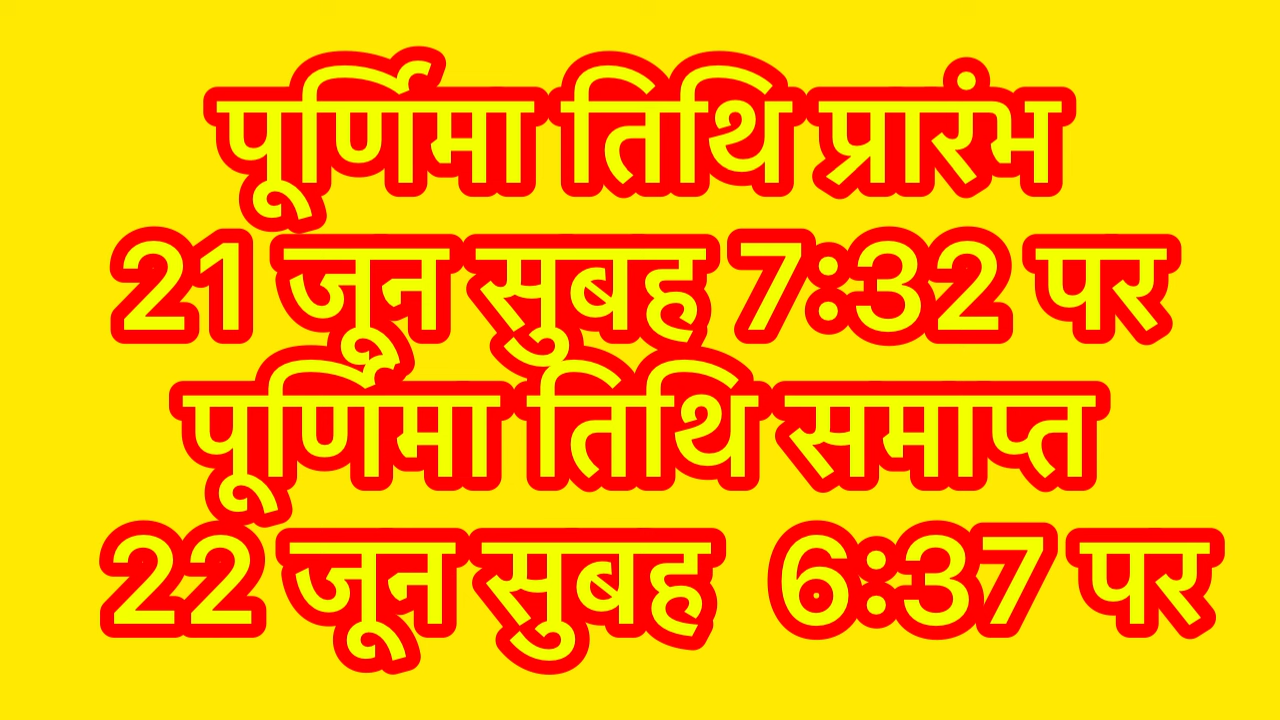 पूर्णिमा तिथि प्रारंभ
21 जून सुबह 7:32 पर
पूर्णिमा तिथि समाप्त
22 जून सुबह 6:37 पर